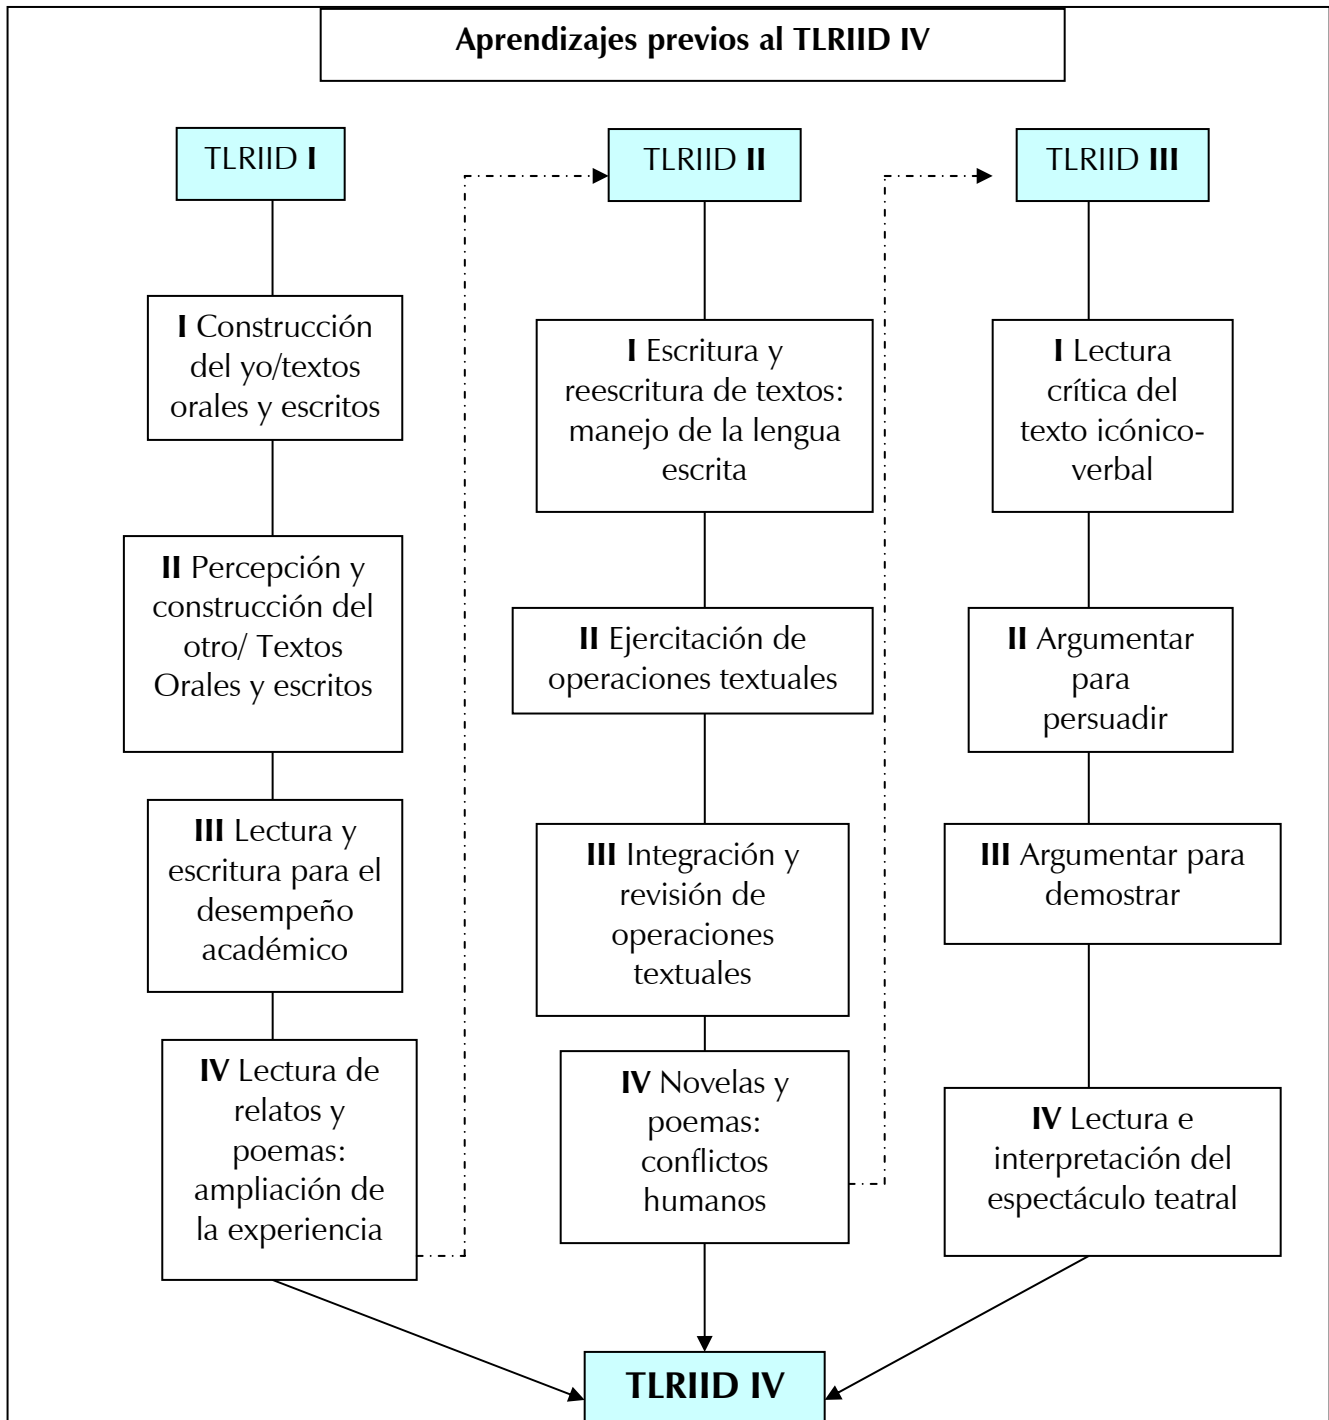 Aprendizajes previos al TLRIID IV
TLRIID I
I Construcción
del yo/textos
orales y escritos
II Percepción y
construcción del
otro/ Textos
Orales y escritos
III Lectura y
escritura para el
desempeño
académico
IV Lectura de
relatos y
poemas:
ampliación de
la experiencia
TLRIID II
I Escritura y
reescritura de textos:
manejo de la lengua
escrita
II Ejercitación de
operaciones textuales
III Integración y
revisión de
operaciones
textuales
IV Novelas y
poemas:
conflictos
humanos
TLRIID III
I Lectura
crítica del
texto icónico-
verbal
II Argumentar
para
persuadir
III Argumentar para
demostrar
IV Lectura e
interpretación del
espectáculo teatral
TLRIID IV